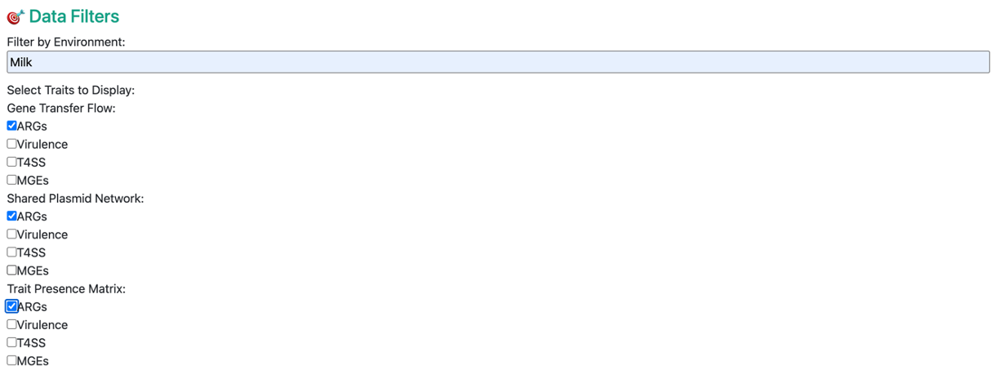 Data Filters
Filter by Environment:
Milk
Select Traits to Display:
Gene Transfer Flow:
ARGs
Virulence
T4SS
MGEs
Shared Plasmid Network:
ARGs
Virulence
T4SS
MGEs
Trait Presence Matrix:
ARGs
Virulence
T4SS
MGEs